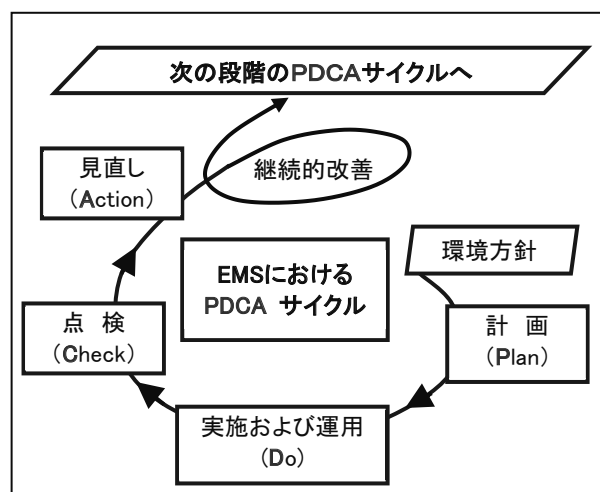 次の段階のPDCAサイクルへ
見直し
（Action）
継続的改善
環境方針
EMSにおける
PDCA サイクル
点 検
（Check）
計 画
（Plan）
実施および運用
（Do）